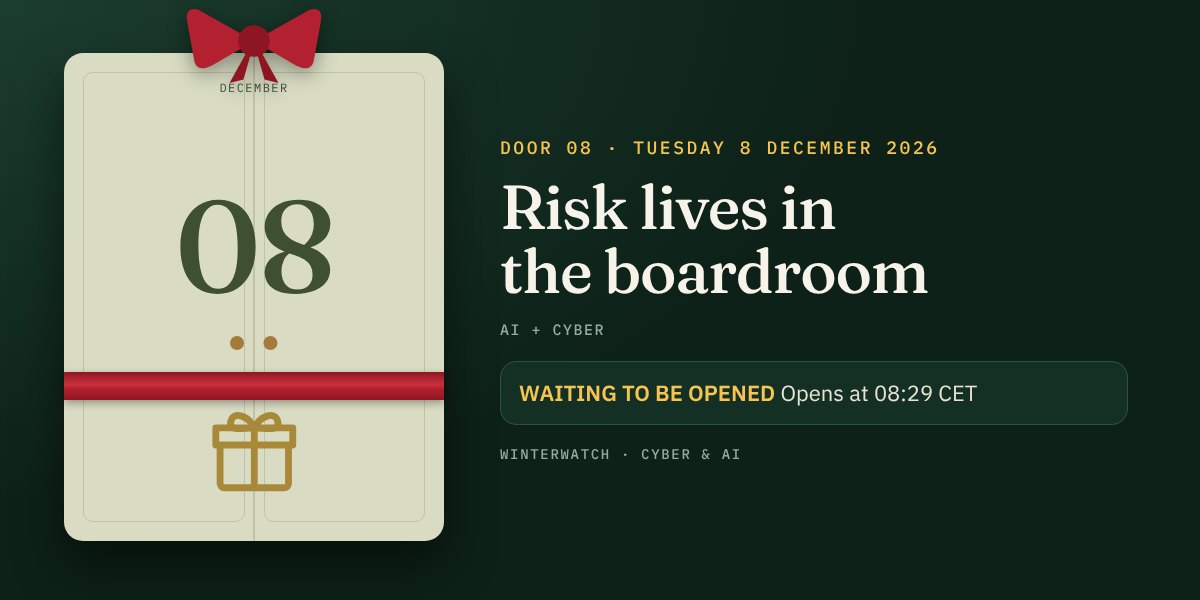 DECEMBER
08
DOOR 08 · TUESDAY 8 DECEMBER 2026
Risk lives in
the boardroom
AI + CYBER
WAITING TO BE OPENED Opens at 08:29 CET
WINTERWATCH · CYBER & AI